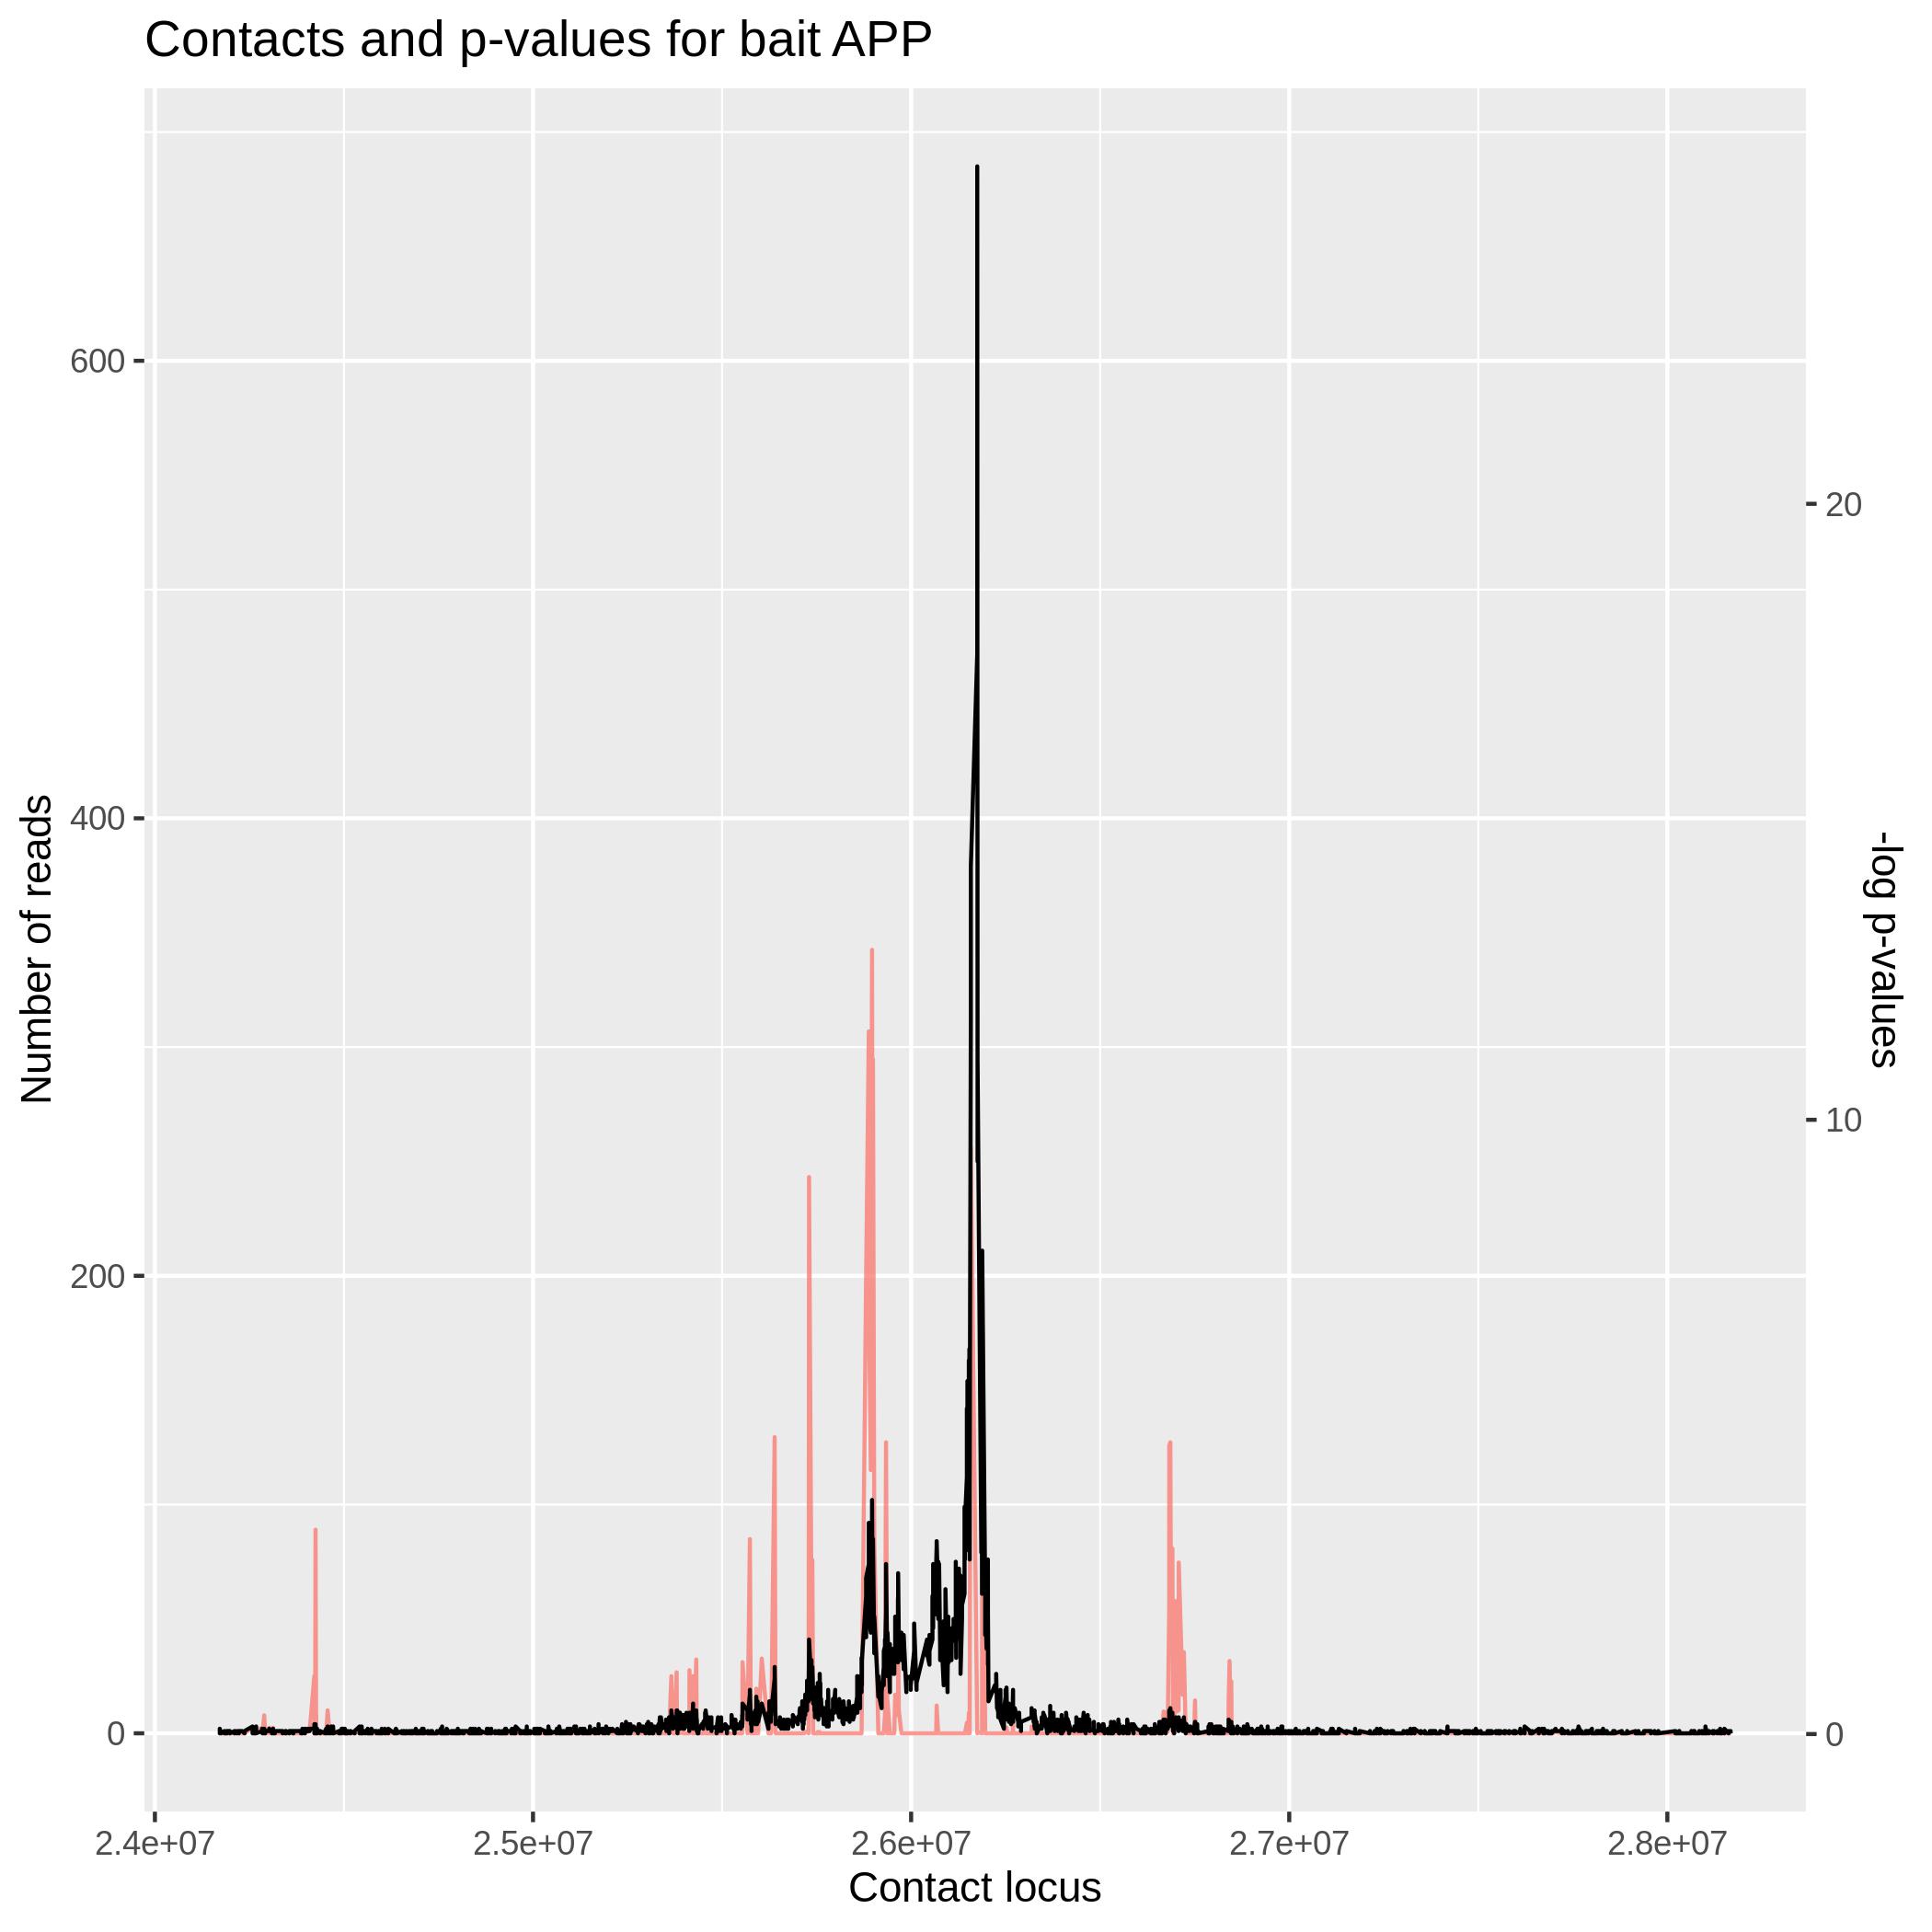 Contacts and p-values for bait APP
Number of reads
600
400
200
0
20
10
0
-log p-values
2.4e+07
2.5e+07
2.6e+07
2.7e+07
2.8e+07
Contact locus